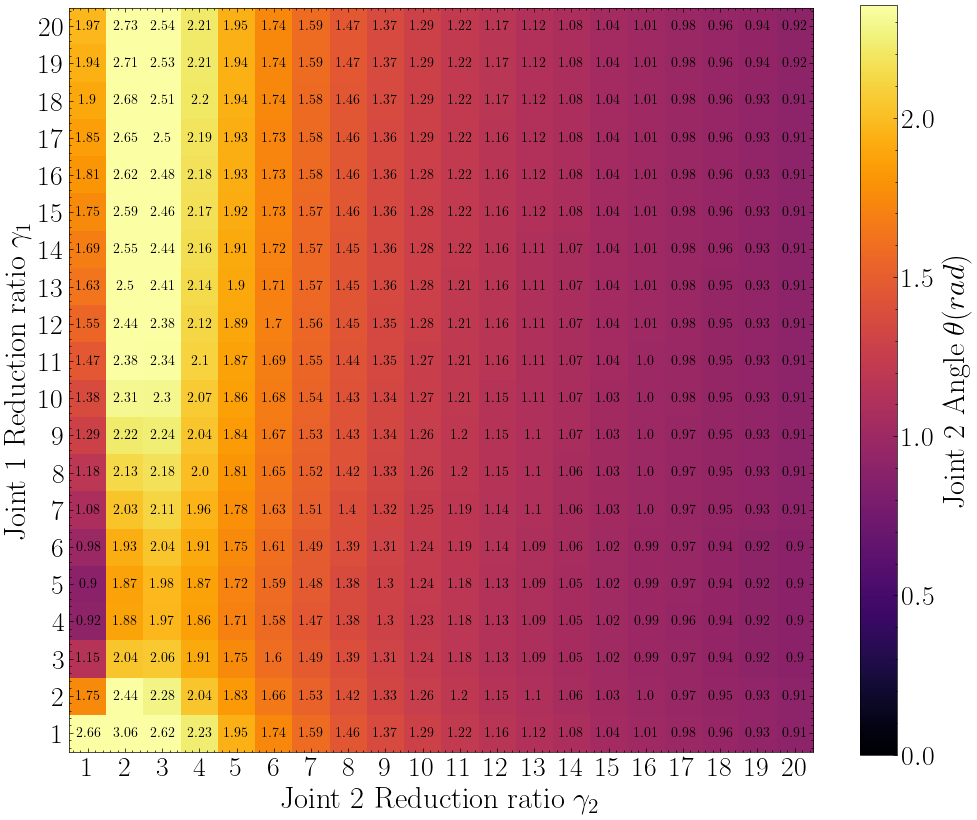 20 1.97 2.73 2.54 2.21 1.95 1.74 1.59 1.47 1.37 1.29 1.22 1.17 1.12 1.08 1.04 1.01 0.98 0.96 0.94 0.92
19 1.94 2.71 2.53 2.21 1.94 1.74 1.59 1.47 1.37 1.29 1.22 1.17 1.12 1.08 1.04 1.01 0.98 0.96 0.94 0.92
18 1.9 2.68 2.51 2.2 1.94 1.74 1.58 1.46 1.37 1.29 1.22 1.17 1.12 1.08 1.04 1.01 0.98 0.96 0.93 0.91
17 1.85 2.65 2.5 2.19 1.93 1.73 1.58 1.46 1.37 1.29 1.22 1.16 1.12 1.08 1.04 1.01 0.98 0.96 0.93 0.91
16 1.81 2.62 2.48 2.18 1.93 1.73 1.58 1.46 1.36 1.28 1.22 1.16 1.12 1.08 1.04 1.01 0.98 0.96 0.93 0.91
15 1.75 2.59 2.46 2.17 1.92 1.73 1.57 1.46 1.36 1.28 1.22 1.16 1.12 1.08 1.04 1.01 0.98 0.96 0.93 0.91
14 1.69 2.55 2.44 2.16 1.91 1.72 1.57 1.45 1.36 1.28 1.22 1.16 1.11 1.07 1.04 1.01 0.98 0.96 0.93 0.91
13 1.63 2.5 2.41 2.14 1.9 1.71 1.57 1.45 1.36 1.28 1.21 1.16 1.11 1.07 1.04 1.01 0.98 0.95 0.93 0.91
12 1.55 2.44 2.38 2.12 1.89 1.7 1.56 1.45 1.35 1.28 1.21 1.16 1.11 1.07 1.04 1.01 0.98 0.95 0.93 0.91
11 1.47 2.38 2.34 2.1 1.87 1.69 1.55 1.44 1.35 1.27 1.21 1.16 1.11 1.07 1.04 1.0 0.98 0.95 0.93 0.91
10 1.38 2.31 2.3 2.07 1.86 1.68 1.54 1.43 1.34 1.27 1.21 1.15 1.11 1.07 1.03 1.0 0.98 0.95 0.93 0.91
9 1.29 2.22 2.24 2.04 1.84 1.67 1.53 1.43 1.34 1.26 1.2 1.15 1.1 1.07 1.03 1.0 0.97 0.95 0.93 0.91
8 1.18 2.13 2.18 2.0 1.81 1.65 1.52 1.42 1.33 1.26 1.2 1.15 1.1 1.06 1.03 1.0 0.97 0.95 0.93 0.91
7 1.08 2.03 2.11 1.96 1.78 1.63 1.51 1.4 1.32 1.25 1.19 1.14 1.1 1.06 1.03 1.0 0.97 0.95 0.93 0.91
6 0.98 1.93 2.04 1.91 1.75 1.61 1.49 1.39 1.31 1.24 1.19 1.14 1.09 1.06 1.02 0.99 0.97 0.94 0.92 0.9
5 0.9 1.87 1.98 1.87 1.72 1.59 1.48 1.38 1.3 1.24 1.18 1.13 1.09 1.05 1.02 0.99 0.97 0.94 0.92 0.9
4 0.92 1.88 1.97 1.86 1.71 1.58 1.47 1.38 1.3 1.23 1.18 1.13 1.09 1.05 1.02 0.99 0.96 0.94 0.92 0.9
3 1.15 2.04 2.06 1.91 1.75 1.6 1.49 1.39 1.31 1.24 1.18 1.13 1.09 1.05 1.02 0.99 0.97 0.94 0.92 0.9
2 1.75 2.44 2.28 2.04 1.83 1.66 1.53 1.42 1.33 1.26 1.2 1.15 1.1 1.06 1.03 1.0 0.97 0.95 0.93 0.91
1 2.66 3.06 2.62 2.23 1.95 1.74 1.59 1.46 1.37 1.29 1.22 1.16 1.12 1.08 1.04 1.01 0.98 0.96 0.93 0.91
1 2 3 4 5 6 7 8 9 10 11 12 13 14 15 16 17 18 19 20
Joint 2 Reduction ratio γ₂
Joint 1 Reduction ratio γ₁
2.0
1.5
1.0
0.5
0.0
Joint 2 Angle θ(rad)